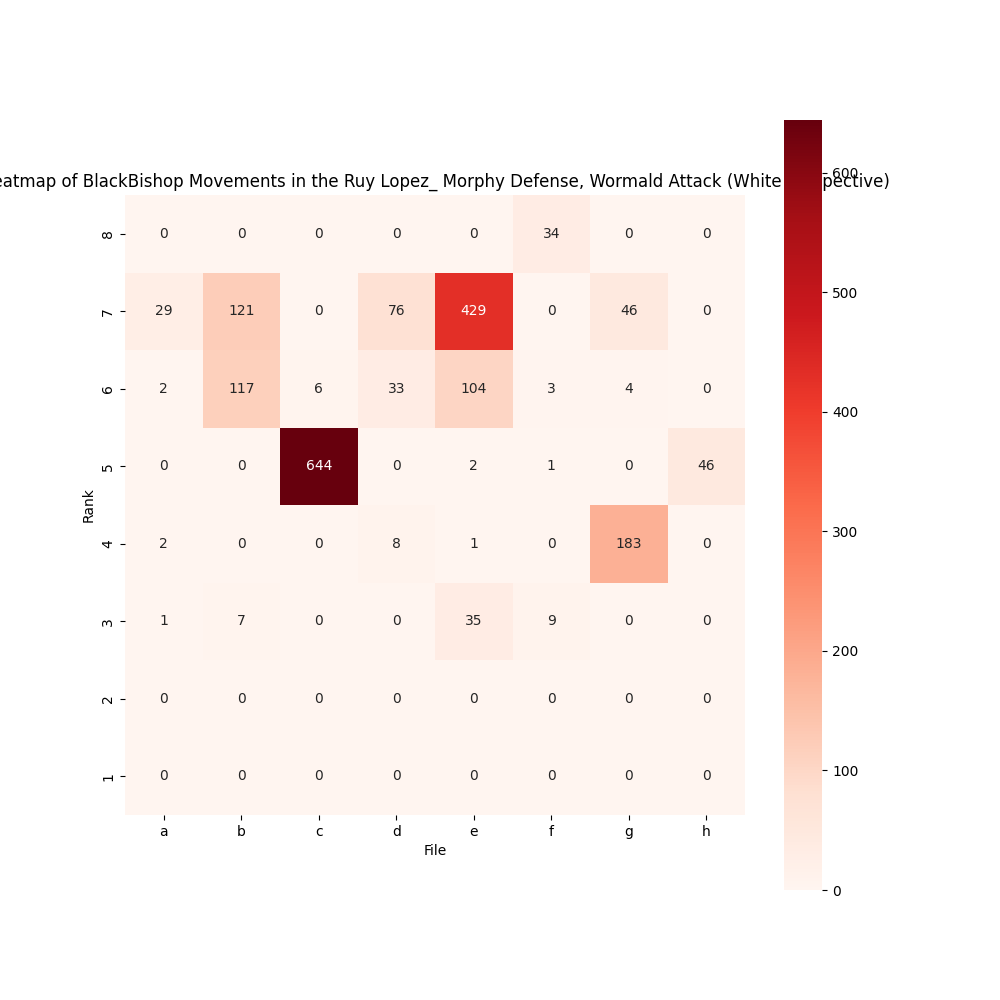 eatmap of BlackBishop Movements in the Ruy Lopez_ Morphy Defense, Wormald Attack (White pective)
600
8 0 0 0 0 0 34 0 0
500
7 29 121 0 76 429 0 46 0
6 2 117 6 33 104 3 4 0
400
5 0 0 644 0 2 1 0 46
Rank
300
4 2 0 0 8 1 0 183 0
200
3 1 7 0 0 35 9 0 0
2 0 0 0 0 0 0 0 0
100
1 0 0 0 0 0 0 0 0
a b c d e f g h
File
0